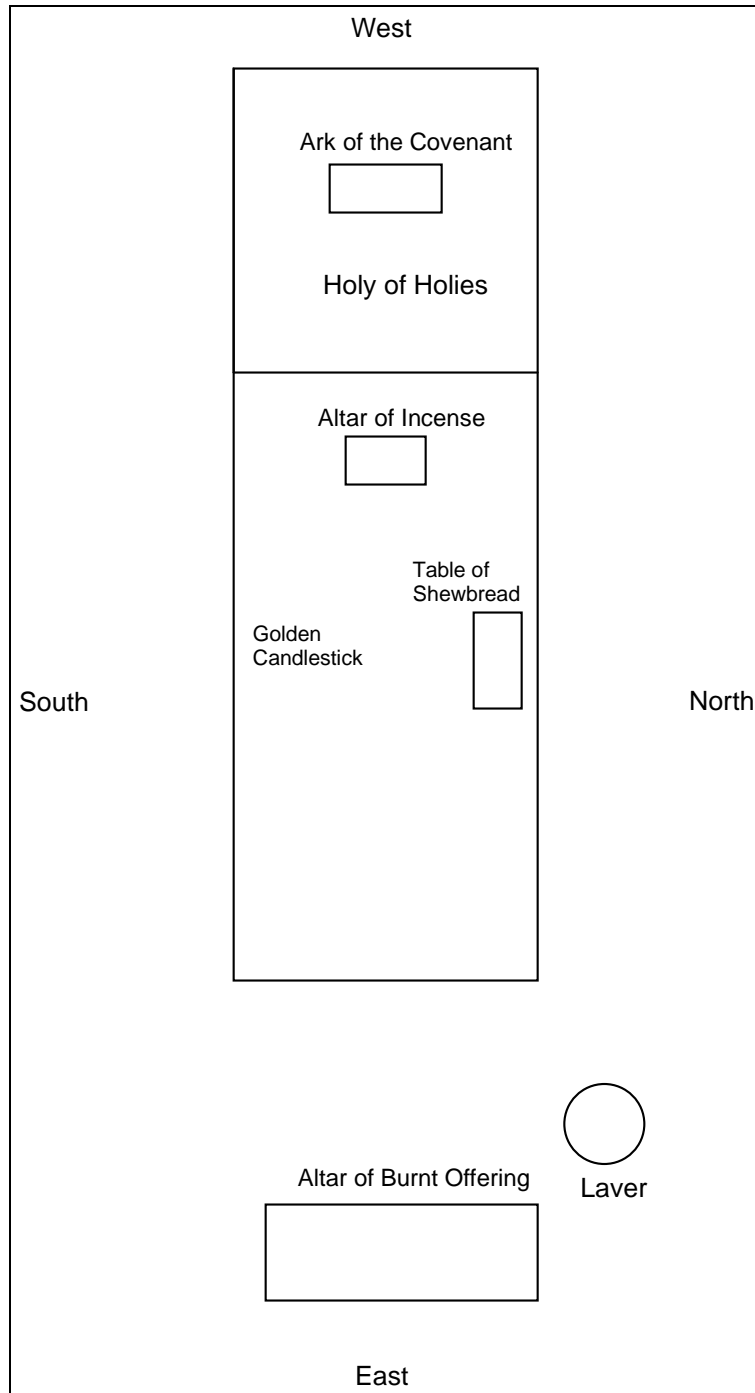 West
Ark of the Covenant
Holy of Holies
Altar of Incense
Table of
Shewbread
Golden
Candlestick
South
North
Altar of Burnt Offering
Laver
East